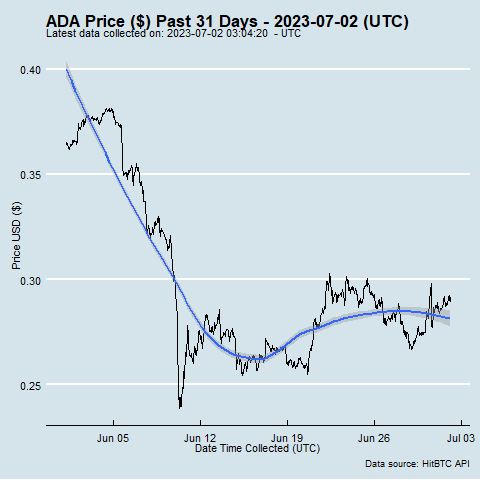 ADA Price ($) Past 31 Days - 2023-07-02 (UTC)
Latest data collected on: 2023-07-02 03:04:20 - UTC
0.40
0.35
0.30
0.25
Price USD ($)
Jun 05
Jun 12
Jun 19
Jun 26
Jul 03
Date Time Collected (UTC)
Data source: HitBTC API